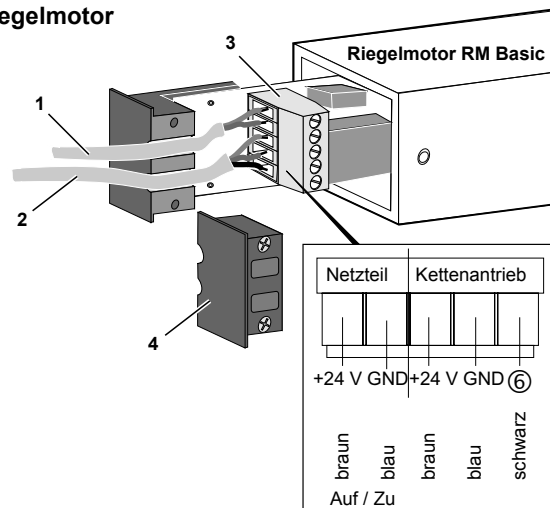 egelmotor
3
Riegelmotor RM Basic
1
2
4
Netzteil Kettenantrieb
+24 V GND +24 V GND ⑥
braun blau braun blau schwarz
Auf / Zu